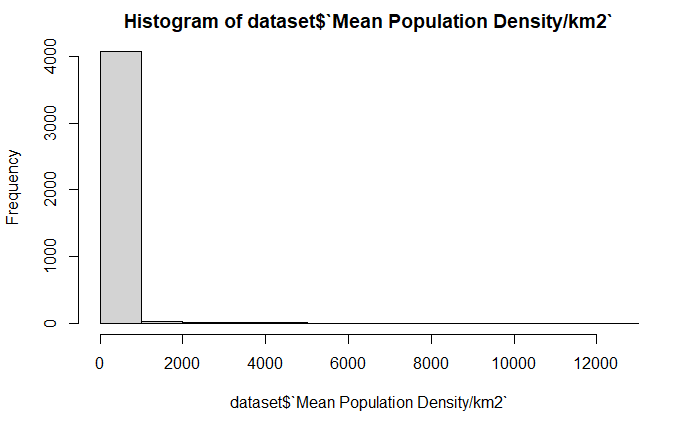 Histogram of dataset$`Mean Population Density/km2`
Frequency
4000
3000
2000
1000
0
0 2000 4000 6000 8000 10000 12000
dataset$`Mean Population Density/km2`